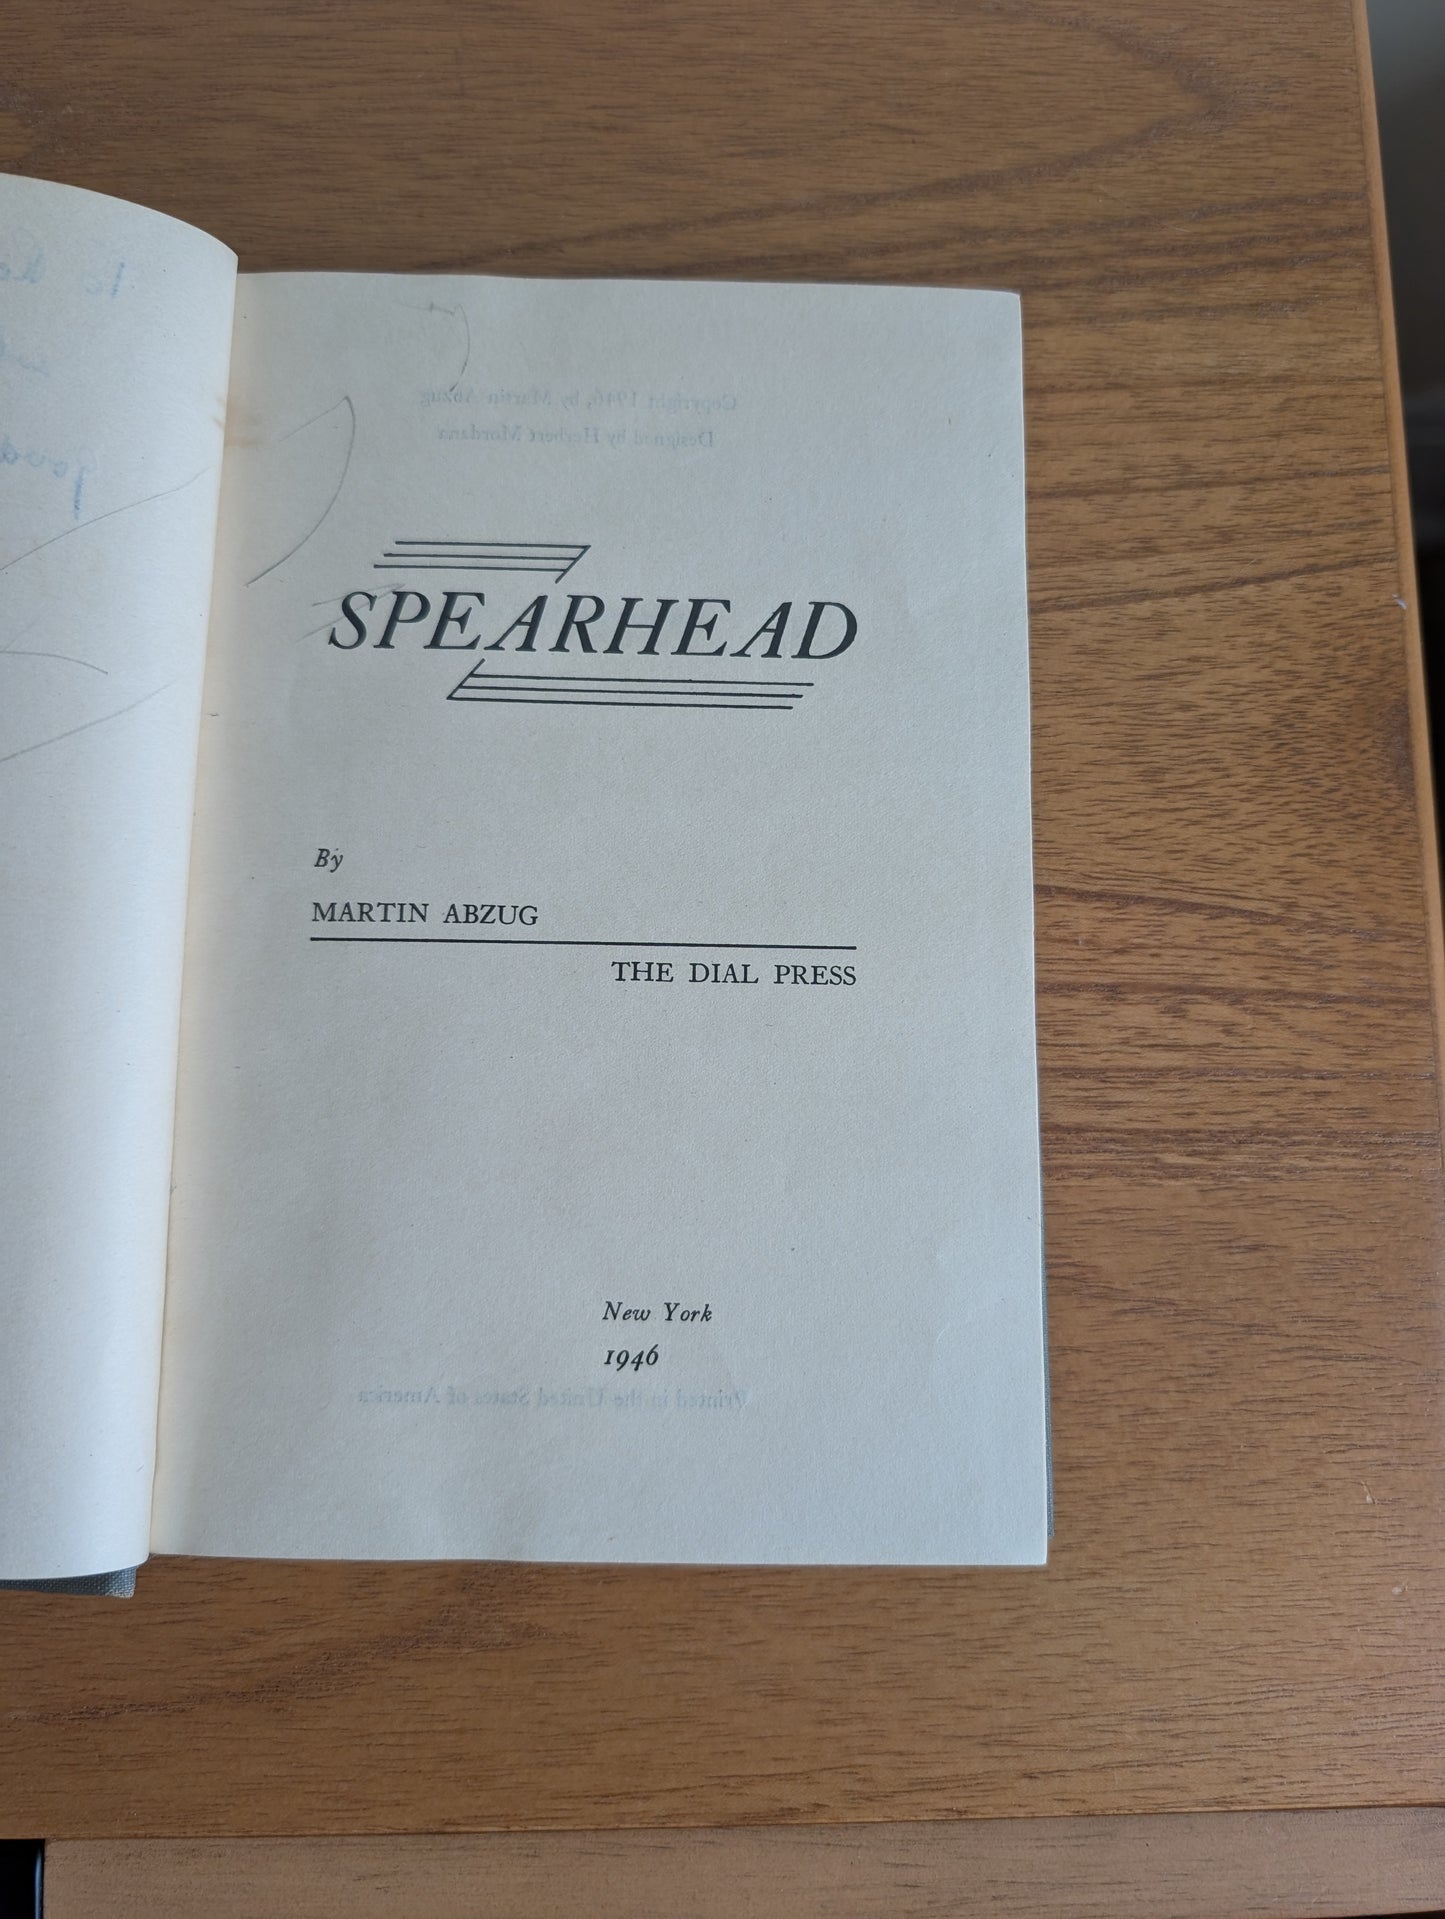 Copyright 1946, by Martin Abzug
Designed by Herbert Mordana
SPEARHEAD
By
MARTIN ABZUG
THE DIAL PRESS
New York
1946
Printed in the United States of America